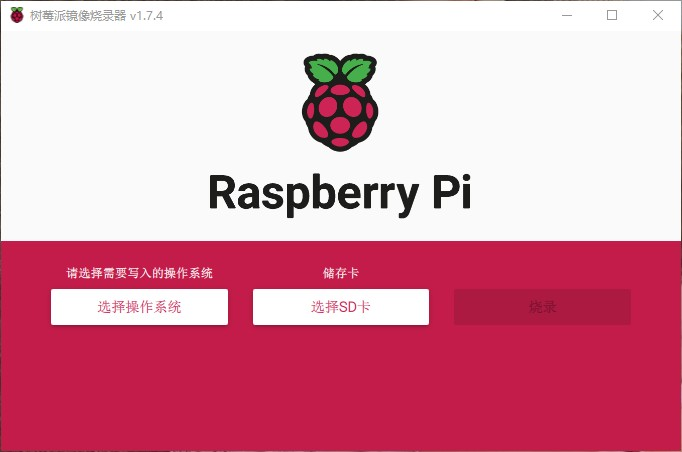 树莓派镜像烧录器 v1.7.4
Raspberry Pi
请选择需要写入的操作系统
储存卡
选择操作系统
选择SD卡
烧录